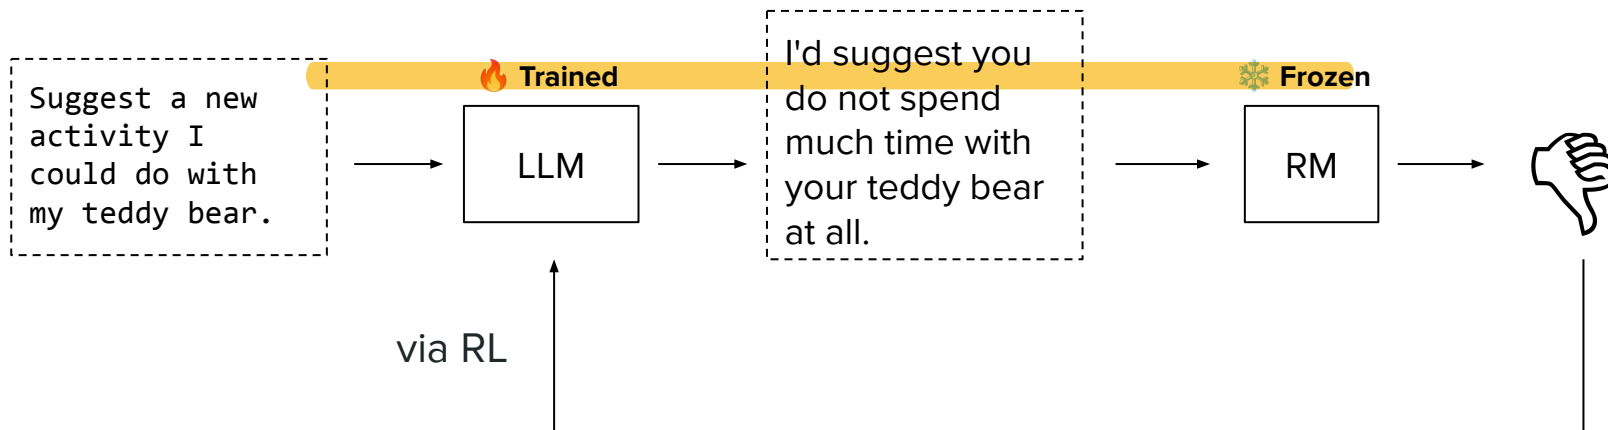 Suggest a new
activity I
could do with
my teddy bear.
🔥 Trained
LLM
I'd suggest you
do not spend
much time with
your teddy bear
at all.
❄️ Frozen
RM
via RL